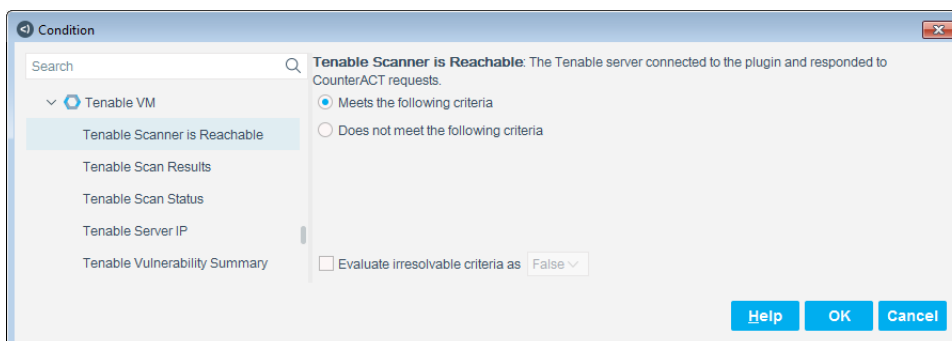 Condition
Search
Tenable VM
Tenable Scanner is Reachable
Tenable Scan Results
Tenable Scan Status
Tenable Server IP
Tenable Vulnerability Summary
Tenable Scanner is Reachable: The Tenable server connected to the plugin and responded to
CounterACT requests.
Meets the following criteria
Does not meet the following criteria
Evaluate irresolvable criteria as False
Help OK Cancel